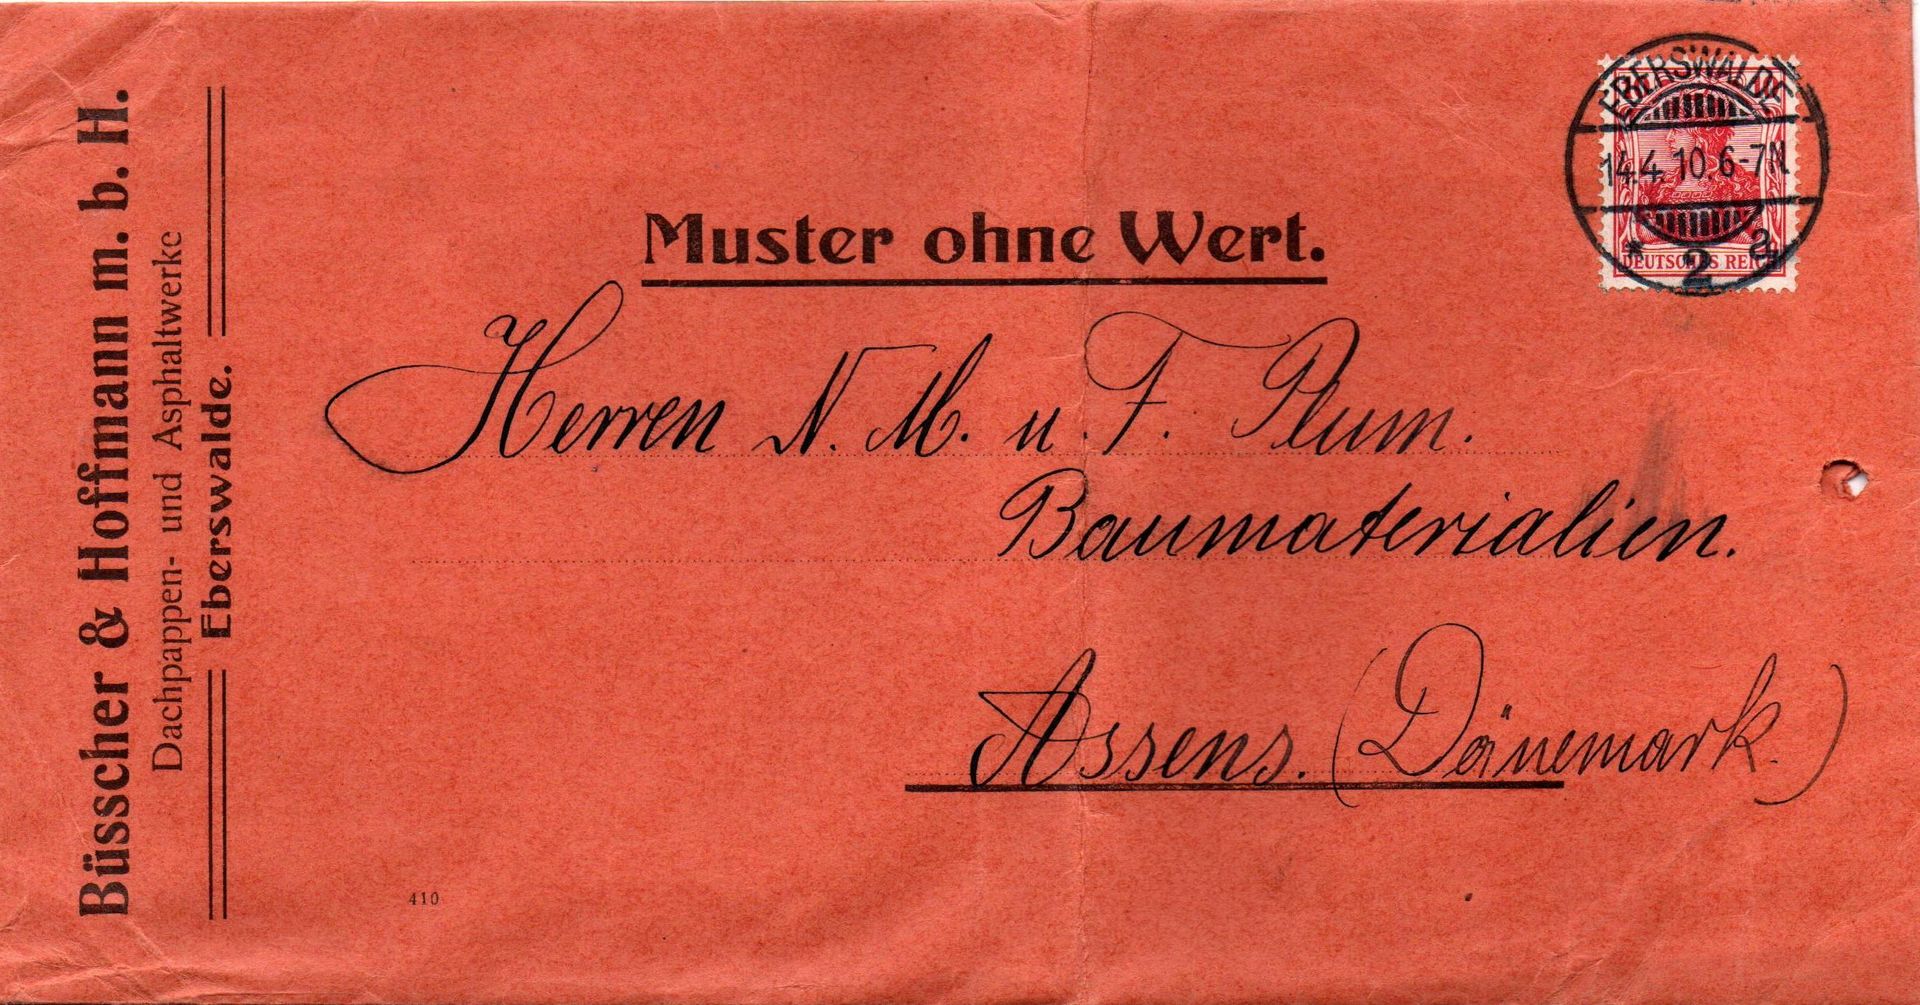 Büsscher & Hoffmann m. b. H.
Dachpappen- und Asphaltwerke
Eberswalde.
Muster ohne Wert.
EBERSWALDE
14.4.10.6-7N
* 2 a
DEUTSCHES REICH
Herren N. M. u. F. Plum.
Baumaterialien.
Assens. (Dänemark.)
410